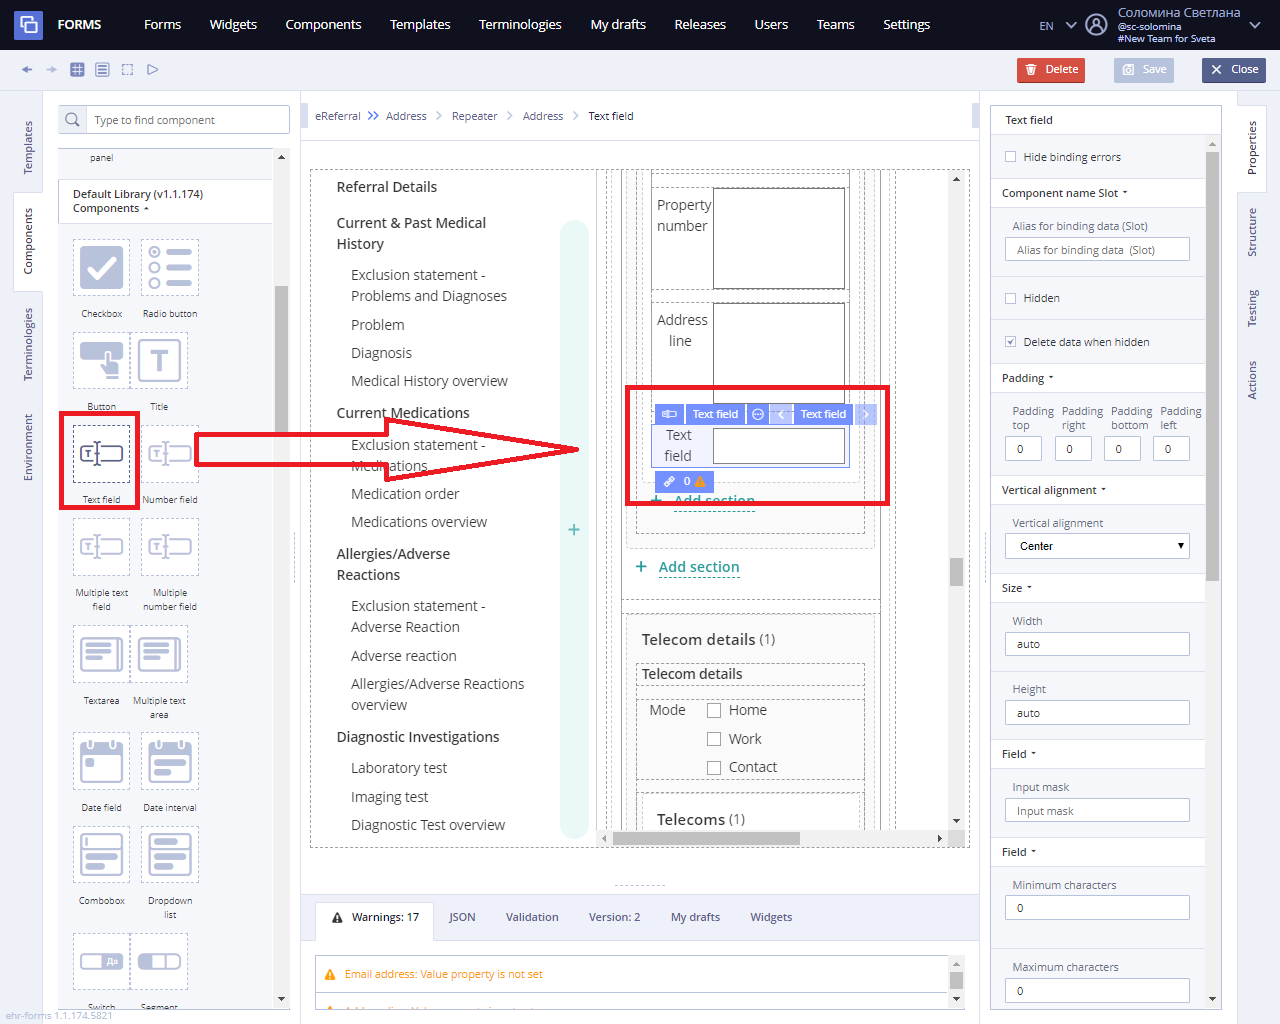 FORMS
Forms
Widgets
Components
Templates
Terminologies
My drafts
Releases
Users
Teams
Settings
EN
Соломина Светлана
@sc-solomina
#New Team for Sveta
Delete
Save
Close
Templates
Components
Terminologies
Environment
Type to find component
panel
Default Library (v1.1.174)
Components
Checkbox
Radio button
Button
Title
Text field
Number field
Multiple text
field
Multiple
number field
Textarea
Multiple text
area
Date field
Date interval
Combobox
Dropdown
list
Да
Switch
Segment
ehr-forms 1.1.174.5821
eReferral
Address
Repeater
Address
Text field
Referral Details
Current & Past Medical
History
Exclusion statement -
Problems and Diagnoses
Problem
Diagnosis
Medical History overview
Current Medications
Exclusion statement -
Medications
Medication order
Medications overview
Allergies/Adverse
Reactions
Exclusion statement -
Adverse Reaction
Adverse reaction
Allergies/Adverse Reactions
overview
Diagnostic Investigations
Laboratory test
Imaging test
Diagnostic Test overview
+
Property
number
Address
line
Text field
Text field
Text
field
0
+ Add section
+ Add section
Telecom details (1)
Telecom details
Mode
Home
Work
Contact
Telecoms (1)
Warnings: 17
JSON
Validation
Version: 2
My drafts
Widgets
Email address: Value property is not set
Text field
Hide binding errors
Component name Slot
Alias for binding data (Slot)
Alias for binding data (Slot)
Hidden
Delete data when hidden
Padding
Padding
top
Padding
right
Padding
bottom
Padding
left
0
0
0
0
Vertical alignment
Vertical alignment
Center
Size
Width
auto
Height
auto
Field
Input mask
Input mask
Field
Minimum characters
0
Maximum characters
0
Properties
Structure
Testing
Actions